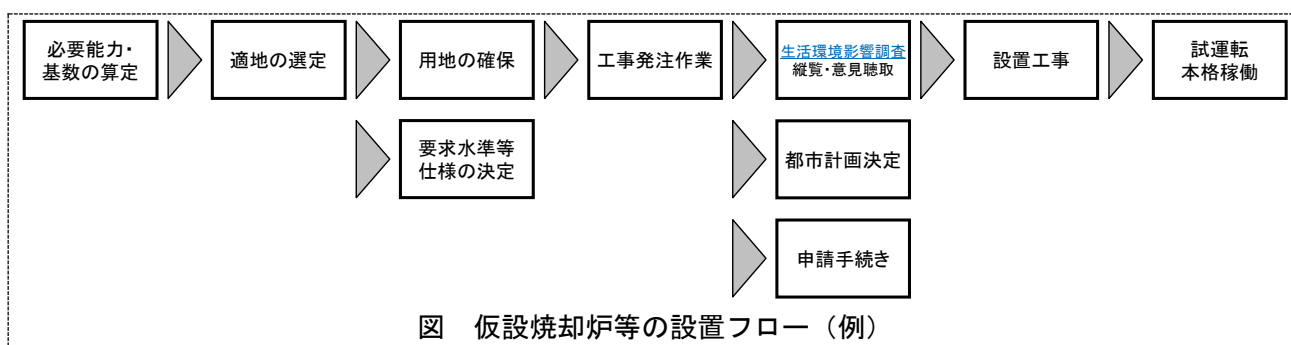 必要能力・
基数の算定
適地の選定
用地の確保
工事発注作業
生活環境影響調査
縦覧・意見聴取
設置工事
試運転
本格稼働
要求水準等
仕様の決定
都市計画決定
申請手続き
図　仮設焼却炉等の設置フロー（例）